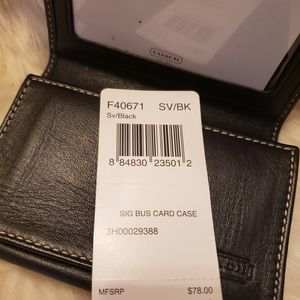 COACH
F40671 SV/BK
Sv/Black
8 84830 23501 2
SIG BUS CARD CASE
3H00029388
MFSRP $78.00